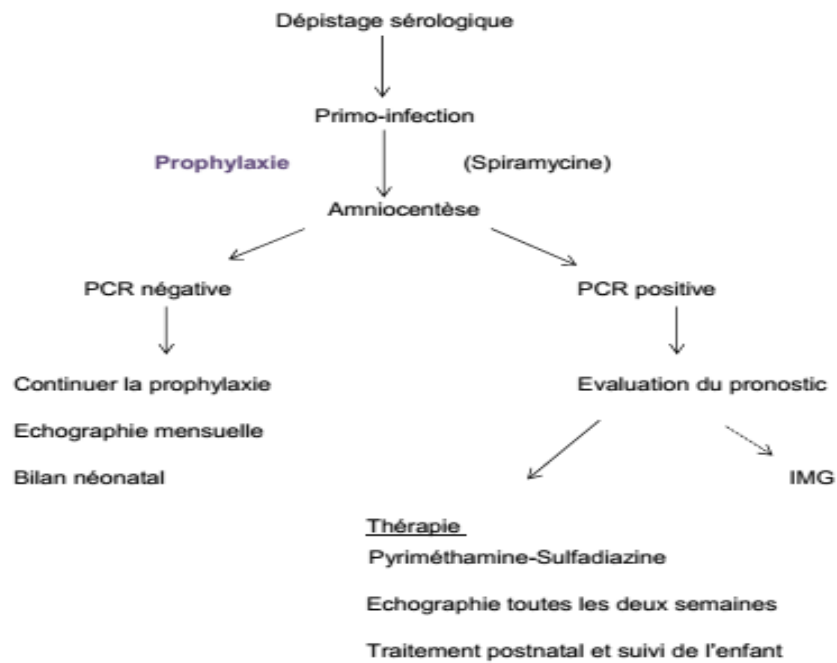 Dépistage sérologique
Primo-infection
Prophylaxie (Spiramycine)
Amniocentèse
PCR négative
PCR positive
Continuer la prophylaxie
Echographie mensuelle
Bilan néonatal
Evaluation du pronostic
IMG
Thérapie
Pyriméthamine-Sulfadiazine
Echographie toutes les deux semaines
Traitement postnatal et suivi de l'enfant